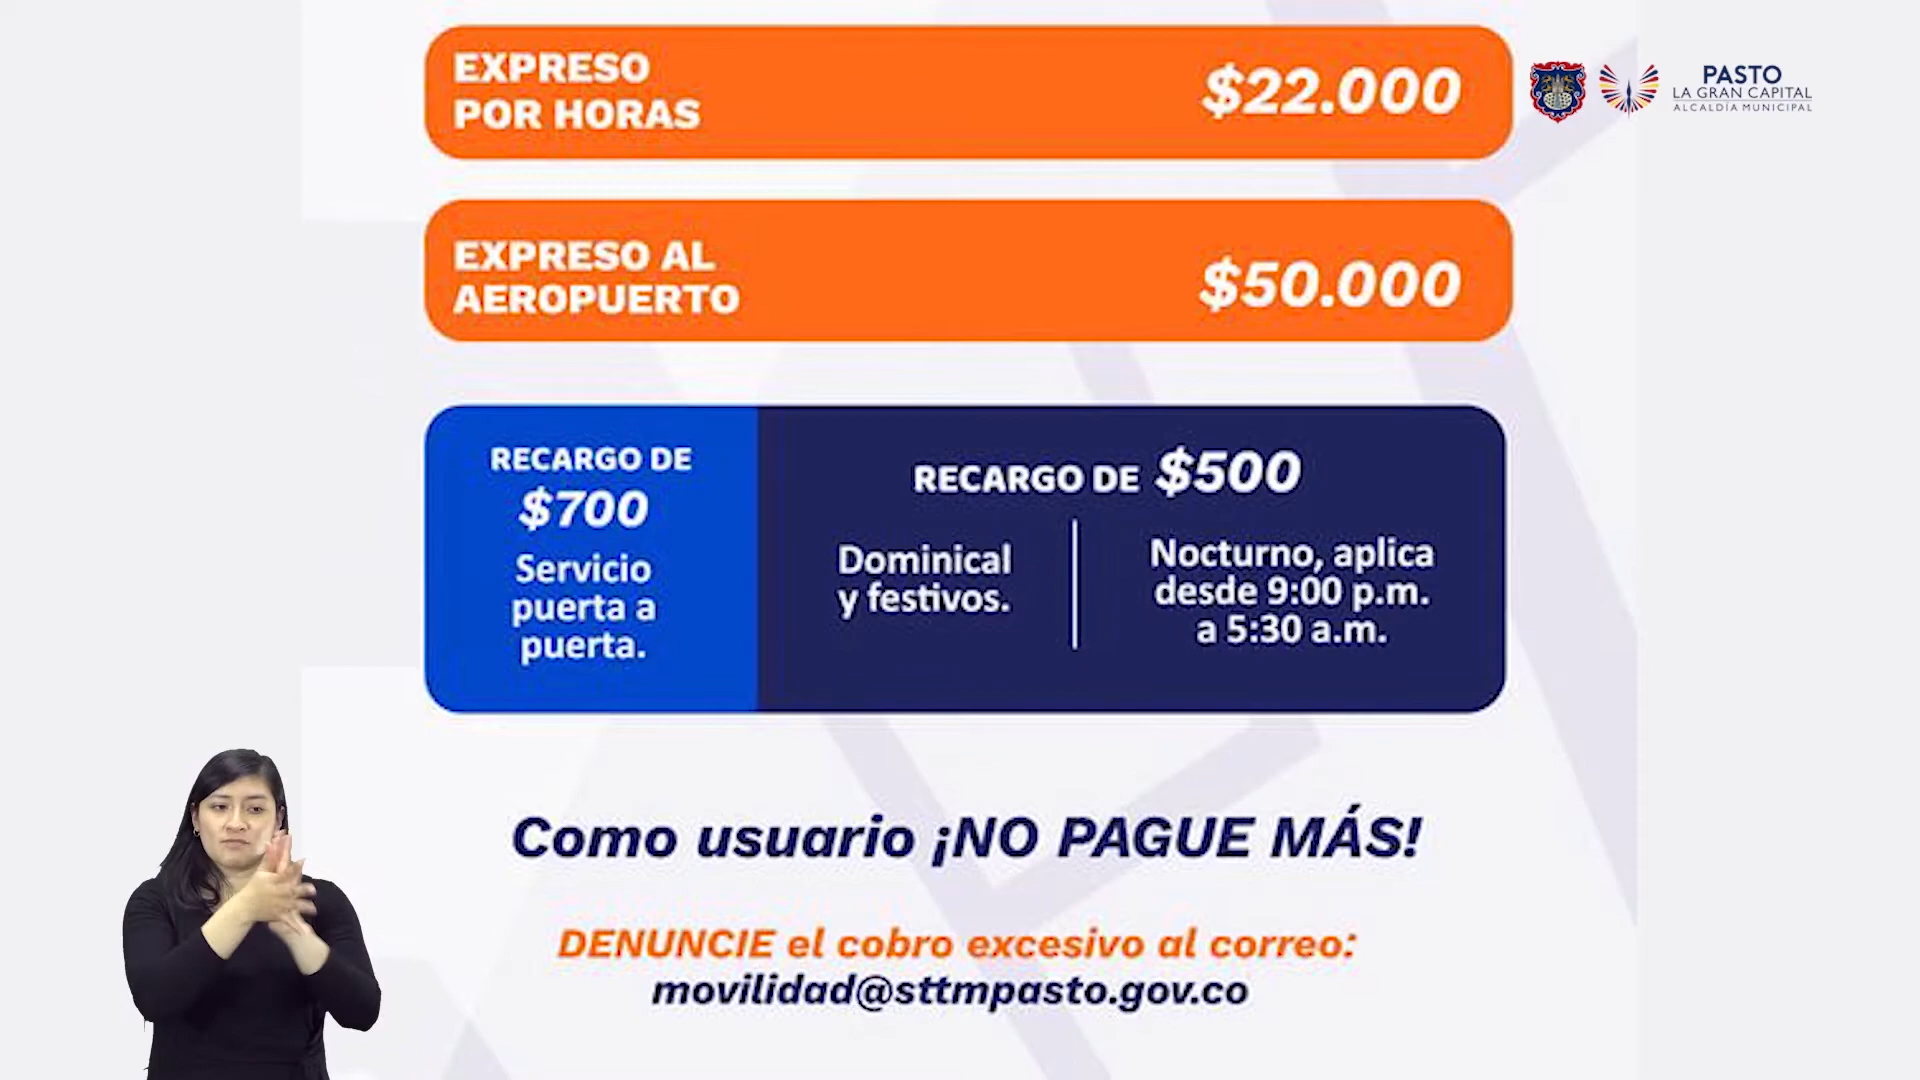 EXPRESO
POR HORAS
$22.000
PASTO
LA GRAN CAPITAL
ALCALDÍA MUNICIPAL
EXPRESO AL
AEROPUERTO
$50.000
RECARGO DE
$700
Servicio
puerta a
puerta.
RECARGO DE $500
Dominical
y festivos.
Nocturno, aplica
desde 9:00 p.m.
a 5:30 a.m.
Como usuario ¡NO PAGUE MÁS!
DENUNCIE el cobro excesivo al correo:
movilidad@sttmpasto.gov.co